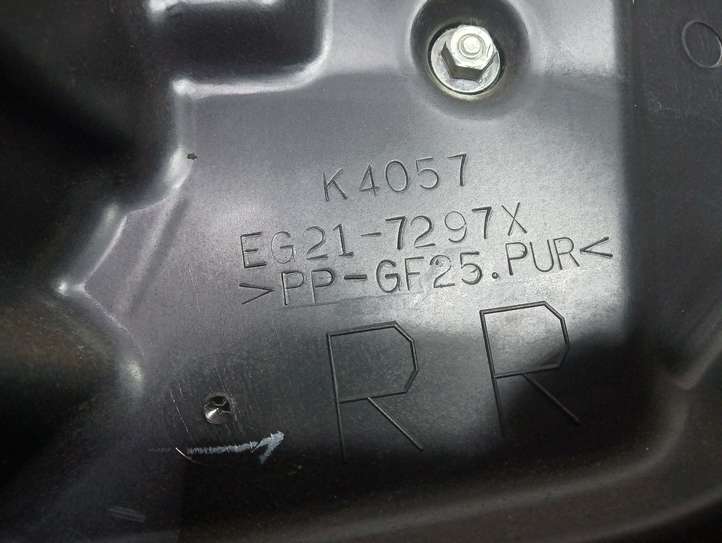 K4057
EG21-7297X
>PP-GF25.PUR<
RR